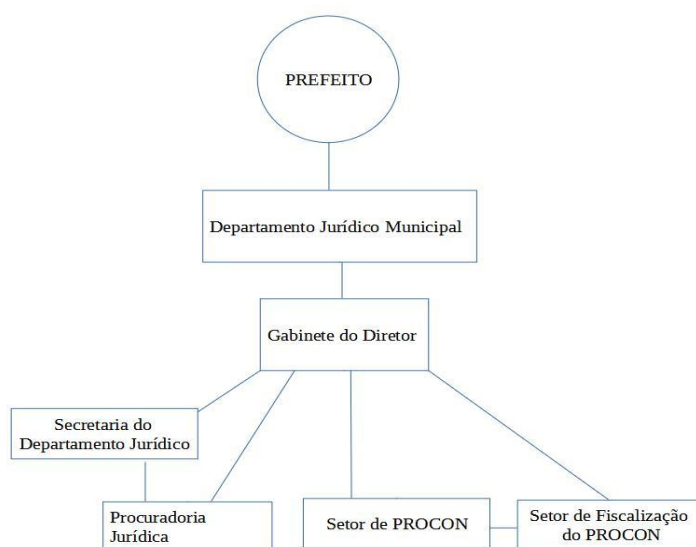 PREFEITO
Departamento Jurídico Municipal
Gabinete do Diretor
Secretaria do
Departamento Jurídico
Procuradoria
Jurídica
Setor de PROCON
Setor de Fiscalização
do PROCON